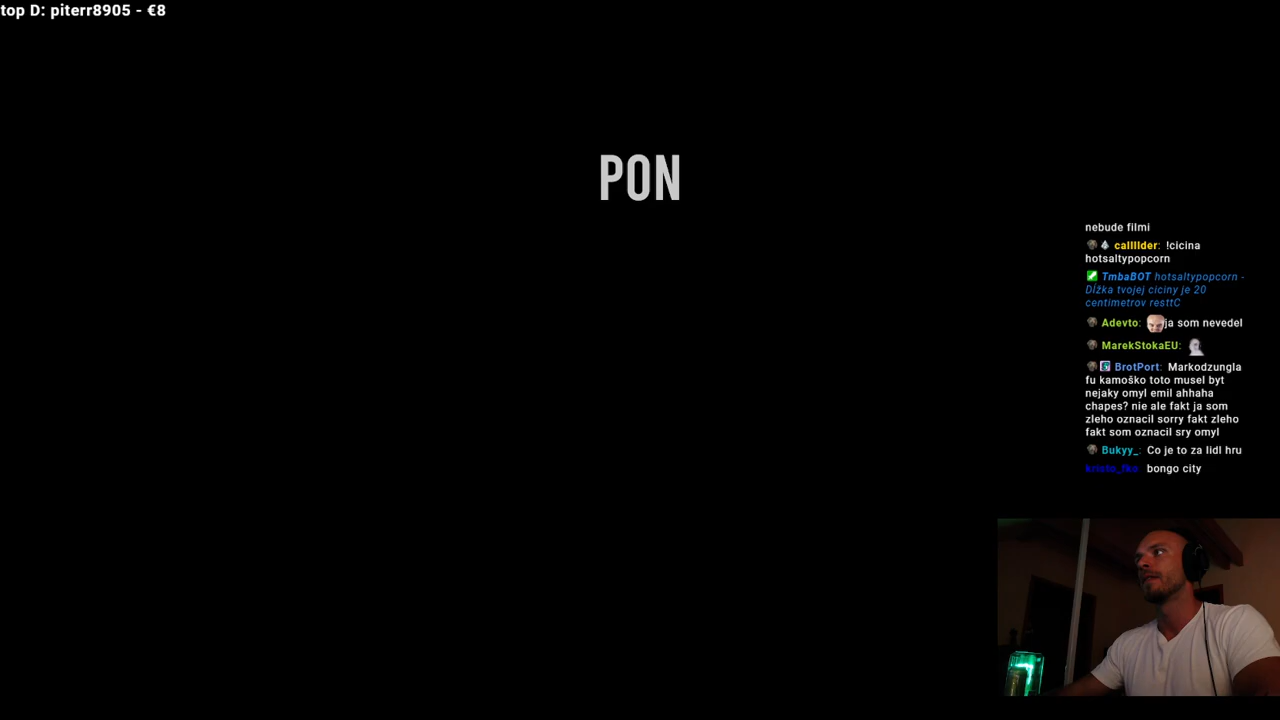 top D: piterr8905 - €8
PON
nebude filmi
callllder: !cicina
hotsaltypopcorn
TmbaBOT hotsaltypopcorn -
Dĺžka tvojej ciciny je 20
centimetrov resttC
Adevto: ja som nevedel
MarekStokaEU:
BrotPort: Markodzungla
fu kamoško toto musel byt
nejaky omyl emil ahhaha
chapes? nie ale fakt ja som
zleho oznacil sorry fakt zleho
fakt som oznacil sry omyl
Bukyy_: Co je to za lidl hru
bongo city